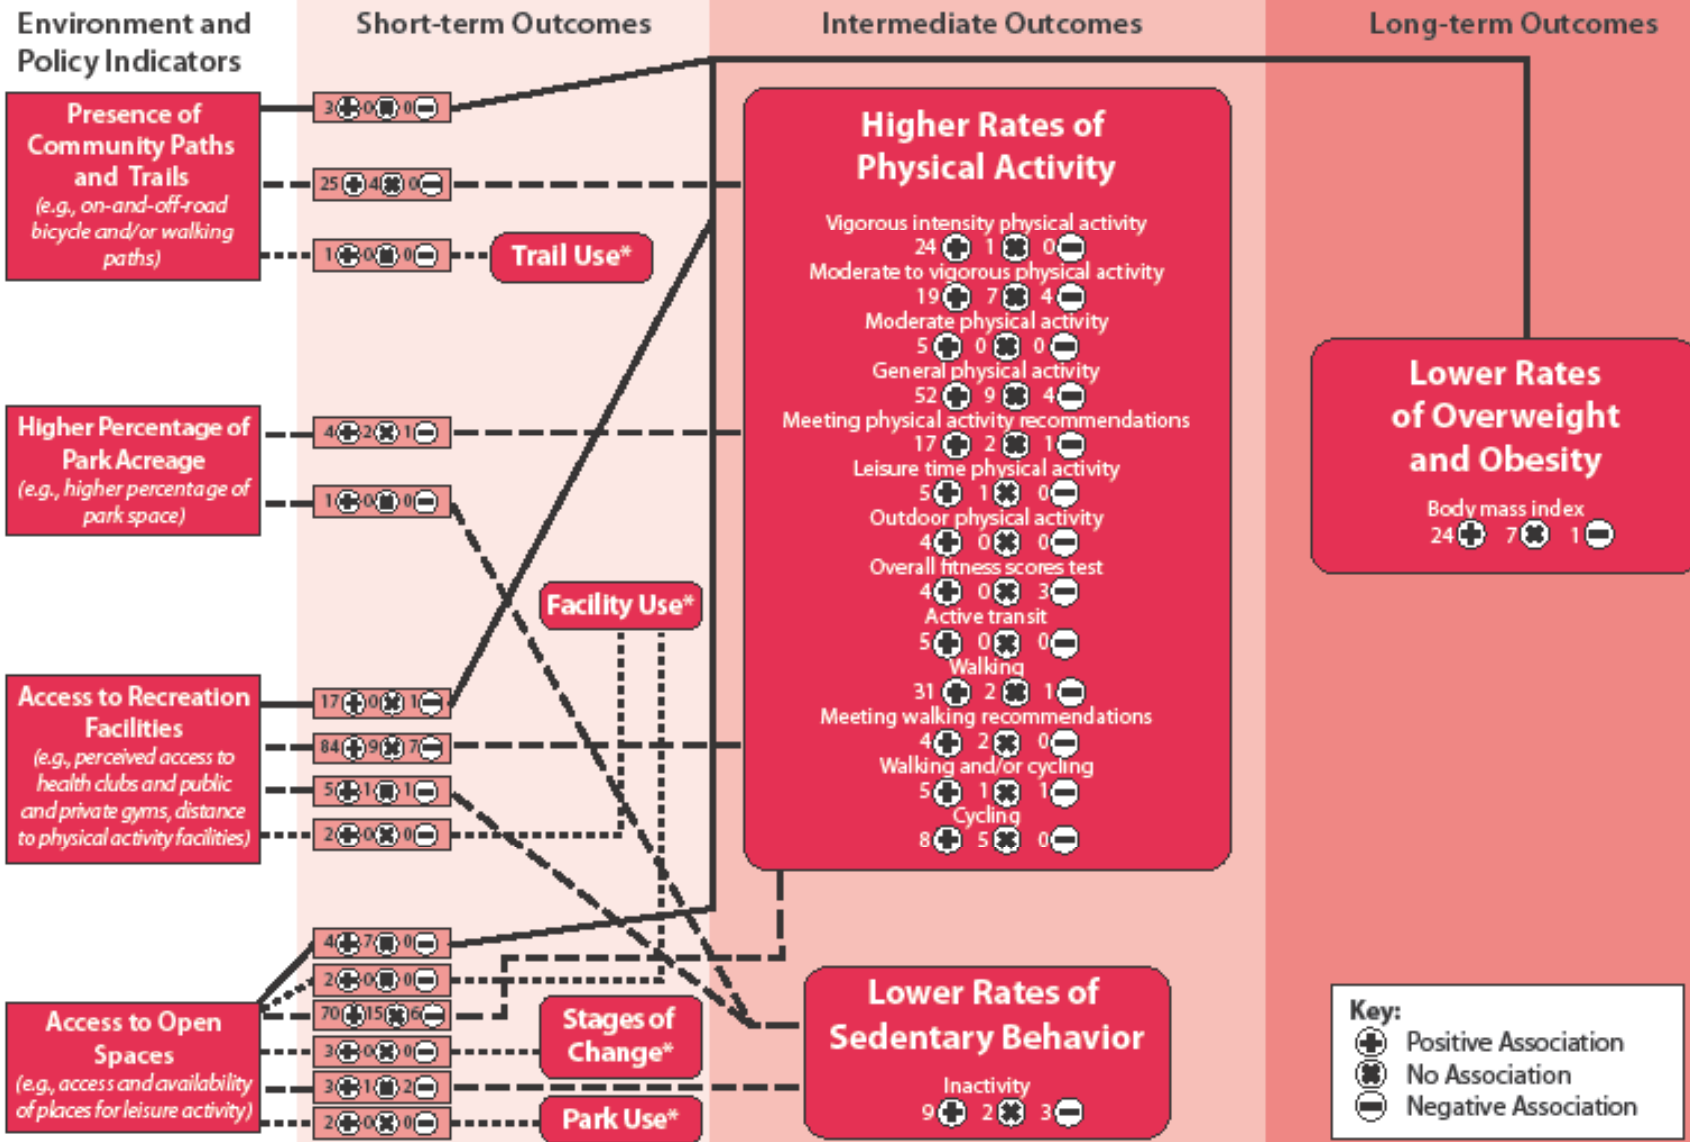 Environment and
Policy Indicators
Short-term Outcomes
Intermediate Outcomes
Long-term Outcomes
Presence of
Community Paths
and Trails
(e.g., on-and-off-road
bicycle and/or walking
paths)
3 0 0
25 4 0
1 0 0
Trail Use*
Higher Percentage of
Park Acreage
(e.g., higher percentage of
park space)
4 2 1
1 0 0
Facility Use*
Access to Recreation
Facilities
(e.g., perceived access to
health clubs and public
and private gyms, distance
to physical activity facilities)
17 0 1
84 9 7
5 1 1
2 0 0
Access to Open
Spaces
(e.g., access and availability
of places for leisure activity)
4 7 0
2 0 0
70 15 6
3 0 0
3 1 2
2 0 0
Stages of
Change*
Park Use*
Higher Rates of
Physical Activity
Vigorous intensity physical activity
24 1 0
Moderate to vigorous physical activity
19 7 4
Moderate physical activity
5 0 0
General physical activity
52 9 4
Meeting physical activity recommendations
17 2 1
Leisure time physical activity
5 1 0
Outdoor physical activity
4 0 0
Overall fitness scores test
4 0 3
Active transit
5 0 0
Walking
31 2 1
Meeting walking recommendations
4 2 0
Walking and/or cycling
5 1 1
Cycling
8 5 0
Lower Rates of
Sedentary Behavior
Inactivity
9 2 3
Lower Rates
of Overweight
and Obesity
Body mass index
24 7 1
Key:
Positive Association
No Association
Negative Association